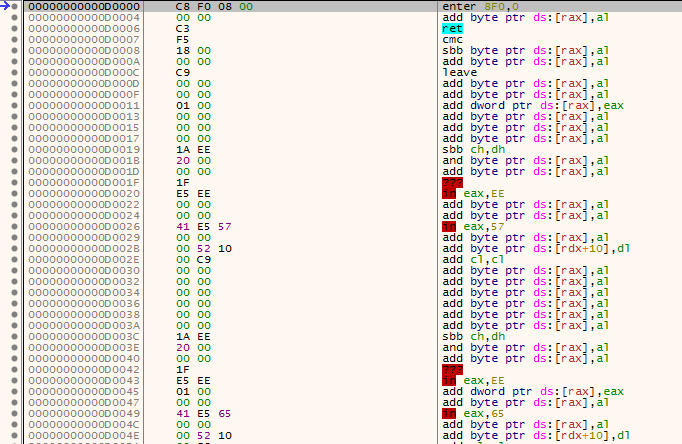 00000000000D0000 C8 F0 08 00 enter 8F0,0
00000000000D0004 00 00 add byte ptr ds:[rax],al
00000000000D0006 C3 ret
00000000000D0007 F5 cmc
00000000000D0008 18 00 sbb byte ptr ds:[rax],al
00000000000D000A 00 00 add byte ptr ds:[rax],al
00000000000D000C C9 leave
00000000000D000D 00 00 add byte ptr ds:[rax],al
00000000000D000F 00 00 add byte ptr ds:[rax],al
00000000000D0011 01 00 add dword ptr ds:[rax],eax
00000000000D0013 00 00 add byte ptr ds:[rax],al
00000000000D0015 00 00 add byte ptr ds:[rax],al
00000000000D0017 00 00 add byte ptr ds:[rax],al
00000000000D0019 1A EE sbb ch,dh
00000000000D001B 20 00 and byte ptr ds:[rax],al
00000000000D001D 00 00 add byte ptr ds:[rax],al
00000000000D001F 1F ???
00000000000D0020 E5 EE in eax,EE
00000000000D0022 00 00 add byte ptr ds:[rax],al
00000000000D0024 00 00 add byte ptr ds:[rax],al
00000000000D0026 41 E5 57 in eax,57
00000000000D0029 00 00 add byte ptr ds:[rax],al
00000000000D002B 00 52 10 add byte ptr ds:[rdx+10],dl
00000000000D002E 00 C9 add cl,cl
00000000000D0030 00 00 add byte ptr ds:[rax],al
00000000000D0032 00 00 add byte ptr ds:[rax],al
00000000000D0034 00 00 add byte ptr ds:[rax],al
00000000000D0036 00 00 add byte ptr ds:[rax],al
00000000000D0038 00 00 add byte ptr ds:[rax],al
00000000000D003A 00 00 add byte ptr ds:[rax],al
00000000000D003C 1A EE sbb ch,dh
00000000000D003E 20 00 and byte ptr ds:[rax],al
00000000000D0040 00 00 add byte ptr ds:[rax],al
00000000000D0042 1F ???
00000000000D0043 E5 EE in eax,EE
00000000000D0045 01 00 add dword ptr ds:[rax],eax
00000000000D0047 00 00 add byte ptr ds:[rax],al
00000000000D0049 41 E5 65 in eax,65
00000000000D004C 00 00 add byte ptr ds:[rax],al
00000000000D004E 00 52 10 add byte ptr ds:[rdx+10],dl